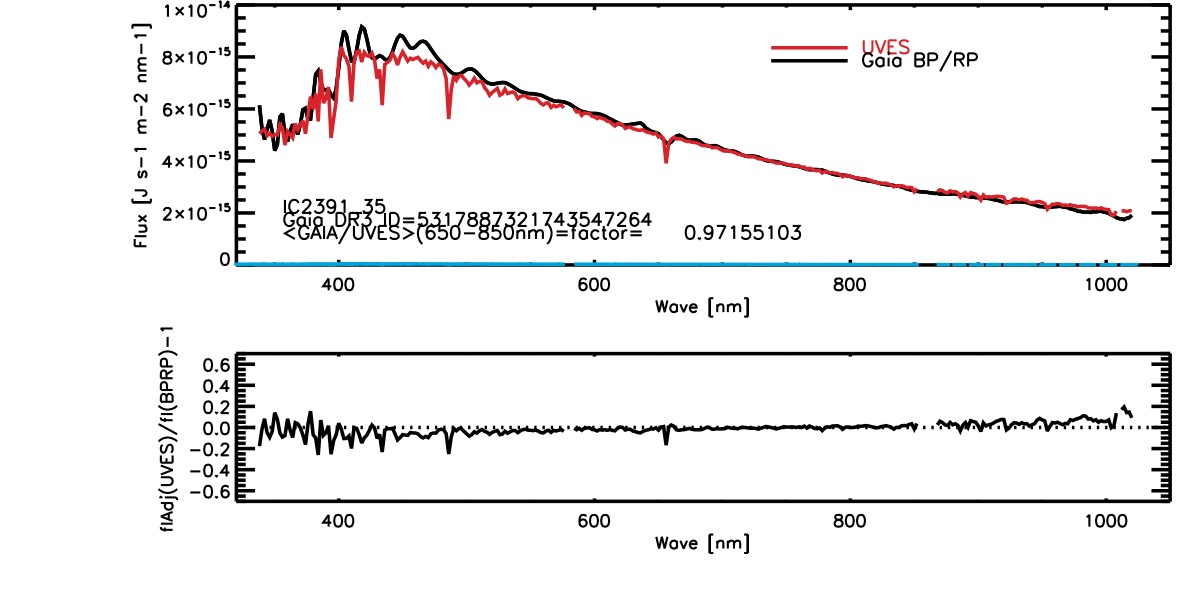 1×10−14
8×10−15
6×10−15
4×10−15
2×10−15
0
Flux [J s−1 m−2 nm−1]
UVES
Gaia BP/RP
IC2391_35
Gaia DR3 ID=5317887321743547264
<GAIA/UVES>(650−850nm)=factor= 0.97155103
400 600 800 1000
Wave [nm]
0.6
0.4
0.2
0.0
−0.2
−0.4
−0.6
flAdj(UVES)/fl(BPRP)−1
400 600 800 1000
Wave [nm]